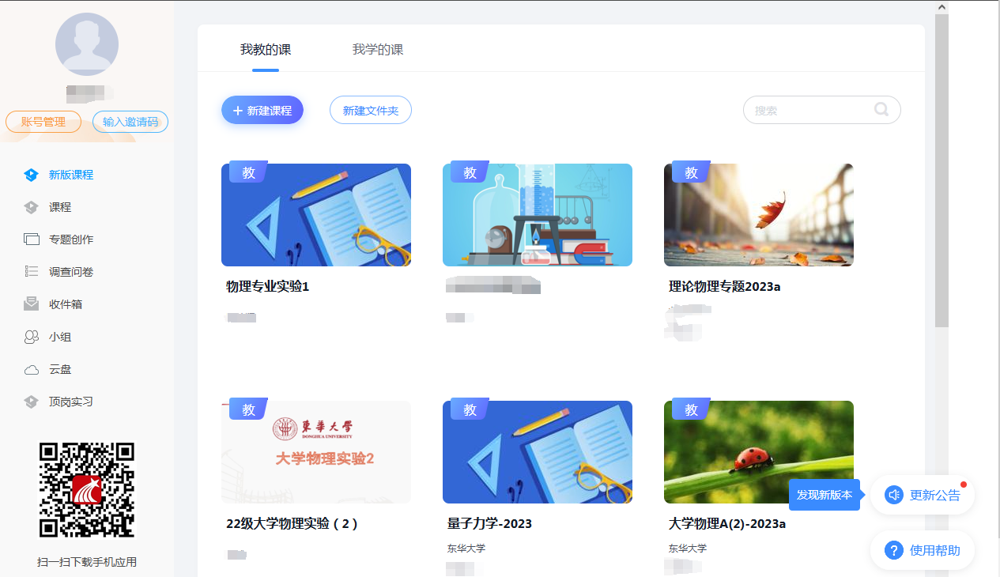 账号管理
输入邀请码
新版课程
课程
专题创作
调查问卷
收件箱
小组
云盘
顶岗实习
扫一扫下载手机应用
我教的课
我学的课
+ 新建课程
新建文件夹
搜索
教
物理专业实验1
教
教
理论物理专题2023a
教
東華大学
DONGHUA UNIVERSITY
大学物理实验2
22级大学物理实验（2）
教
量子力学-2023
东华大学
教
大学物理A(2)-2023a
东华大学
发现新版本
更新公告
?
使用帮助